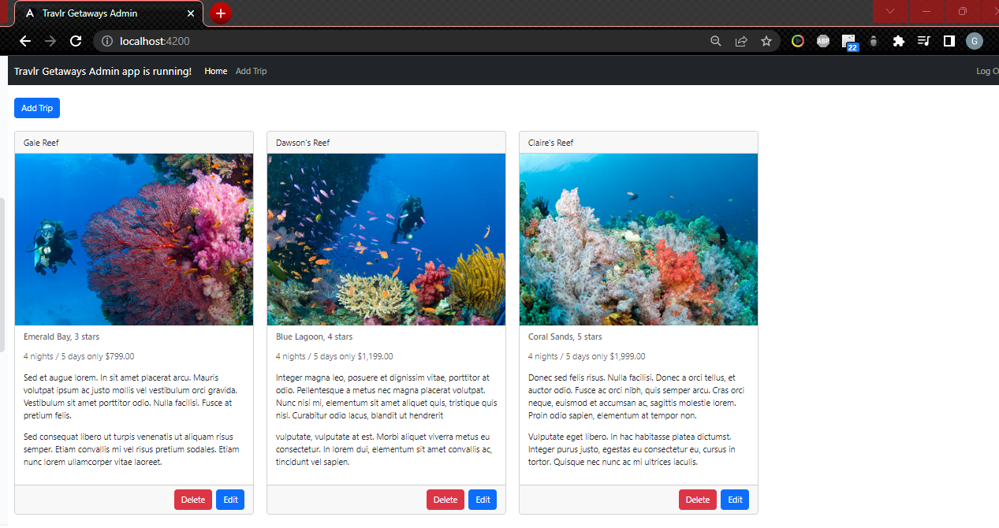 Travlr Getaways Admin
localhost:4200
ABP
22
G
Travlr Getaways Admin app is running! Home Add Trip
Log O
Add Trip
Gale Reef
Emerald Bay, 3 stars
4 nights / 5 days only $799.00
Sed et augue lorem. In sit amet placerat arcu. Mauris
volutpat ipsum ac justo mollis vel vestibulum orci gravida.
Vestibulum sit amet porttitor odio. Nulla facilisi. Fusce at
pretium felis.
Sed consequat libero ut turpis venenatis ut aliquam risus
semper. Etiam convallis mi vel risus pretium sodales. Etiam
nunc lorem ullamcorper vitae laoreet.
Delete Edit
Dawson's Reef
Blue Lagoon, 4 stars
4 nights / 5 days only $1,199.00
Integer magna leo, posuere et dignissim vitae, porttitor at
odio. Pellentesque a metus nec magna placerat volutpat.
Nunc nisi mi, elementum sit amet aliquet quis, tristique quis
nisl. Curabitur odio lacus, blandit ut hendrerit
vulputate, vulputate at est. Morbi aliquet viverra metus eu
consectetur. In lorem dui, elementum sit amet convallis ac,
tincidunt vel sapien.
Delete Edit
Claire's Reef
Coral Sands, 5 stars
4 nights / 5 days only $1,999.00
Donec sed felis risus. Nulla facilisi. Donec a orci tellus, et
auctor odio. Fusce ac orci nibh, quis semper arcu. Cras orci
neque, euismod et accumsan ac, sagittis molestie lorem.
Proin odio sapien, elementum at tempor non.
Vulputate eget libero. In hac habitasse platea dictumst.
Integer purus justo, egestas eu consectetur eu, cursus in
tortor. Quisque nec nunc ac mi ultrices iaculis.
Delete Edit